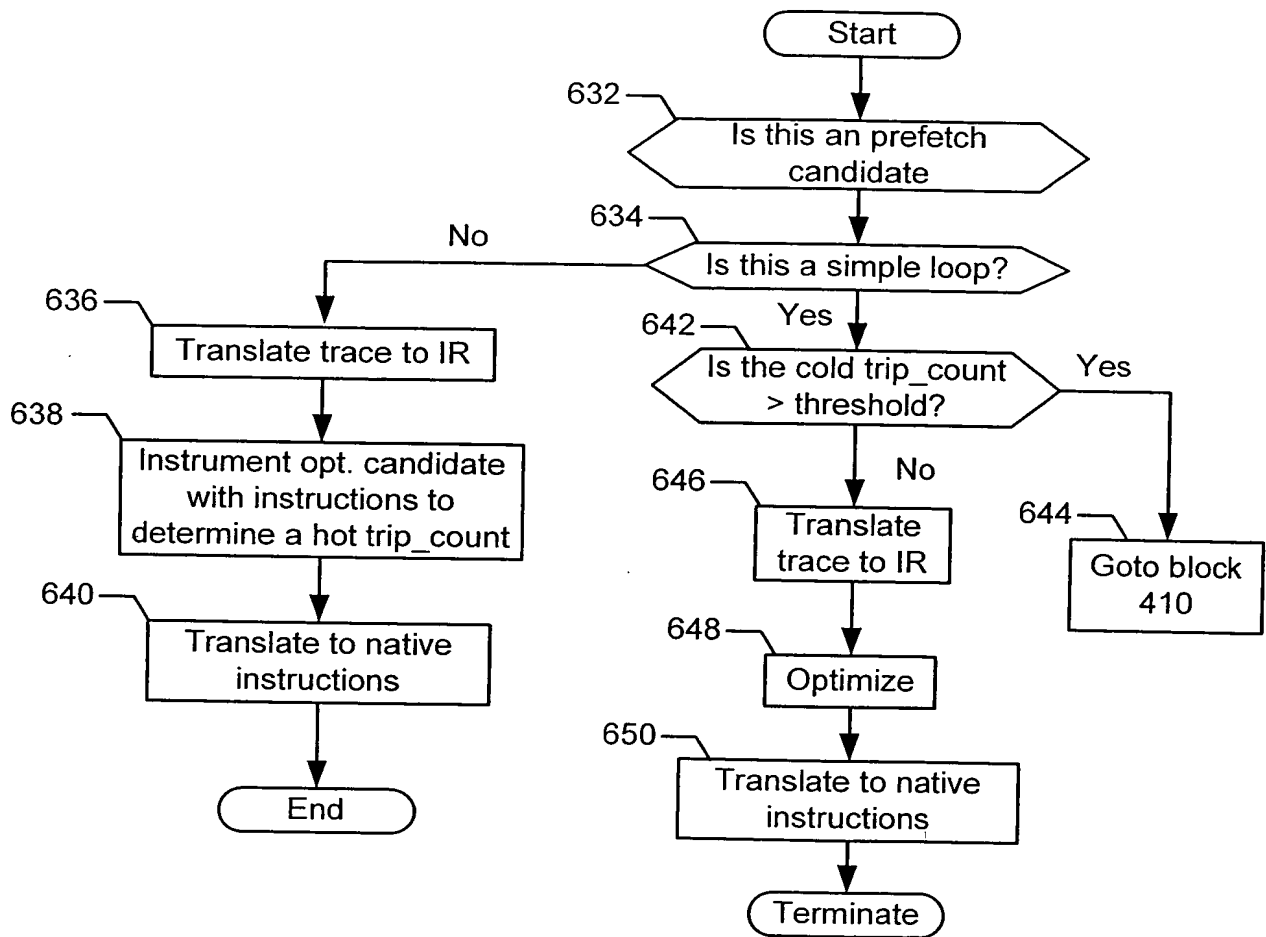 Start
632
Is this an prefetch
candidate
634
No
Is this a simple loop?
636
Yes
642
Translate trace to IR
Is the cold trip_count
> threshold?
Yes
638
Instrument opt. candidate
with instructions to
determine a hot trip_count
No
646
Translate
trace to IR
644
Goto block
410
640
Translate to native
instructions
648
Optimize
650
Translate to native
instructions
End
Terminate